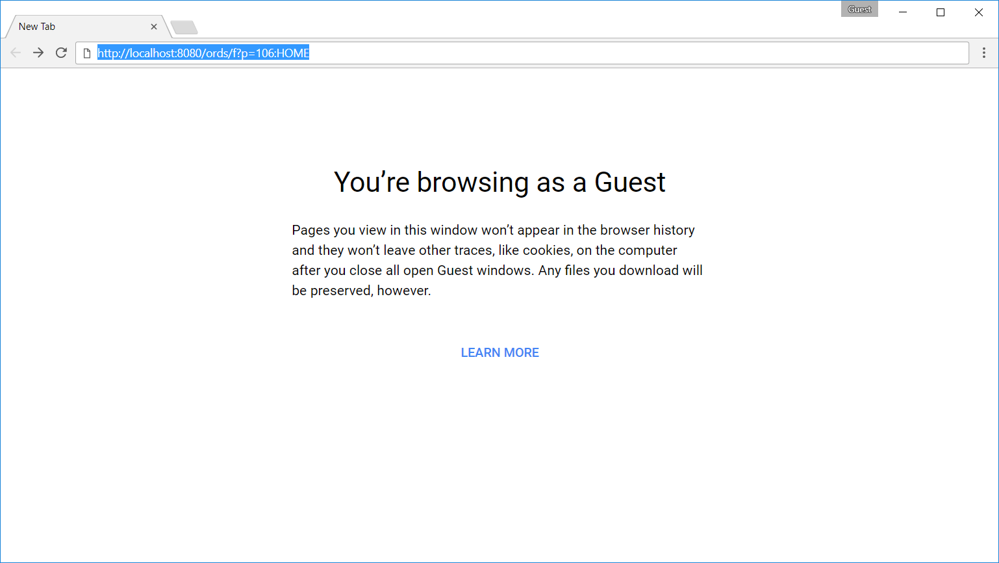 Guest
New Tab
http://localhost:8080/ords/f?p=106:HOME
You’re browsing as a Guest
Pages you view in this window won’t appear in the browser history
and they won’t leave other traces, like cookies, on the computer
after you close all open Guest windows. Any files you download will
be preserved, however.
LEARN MORE